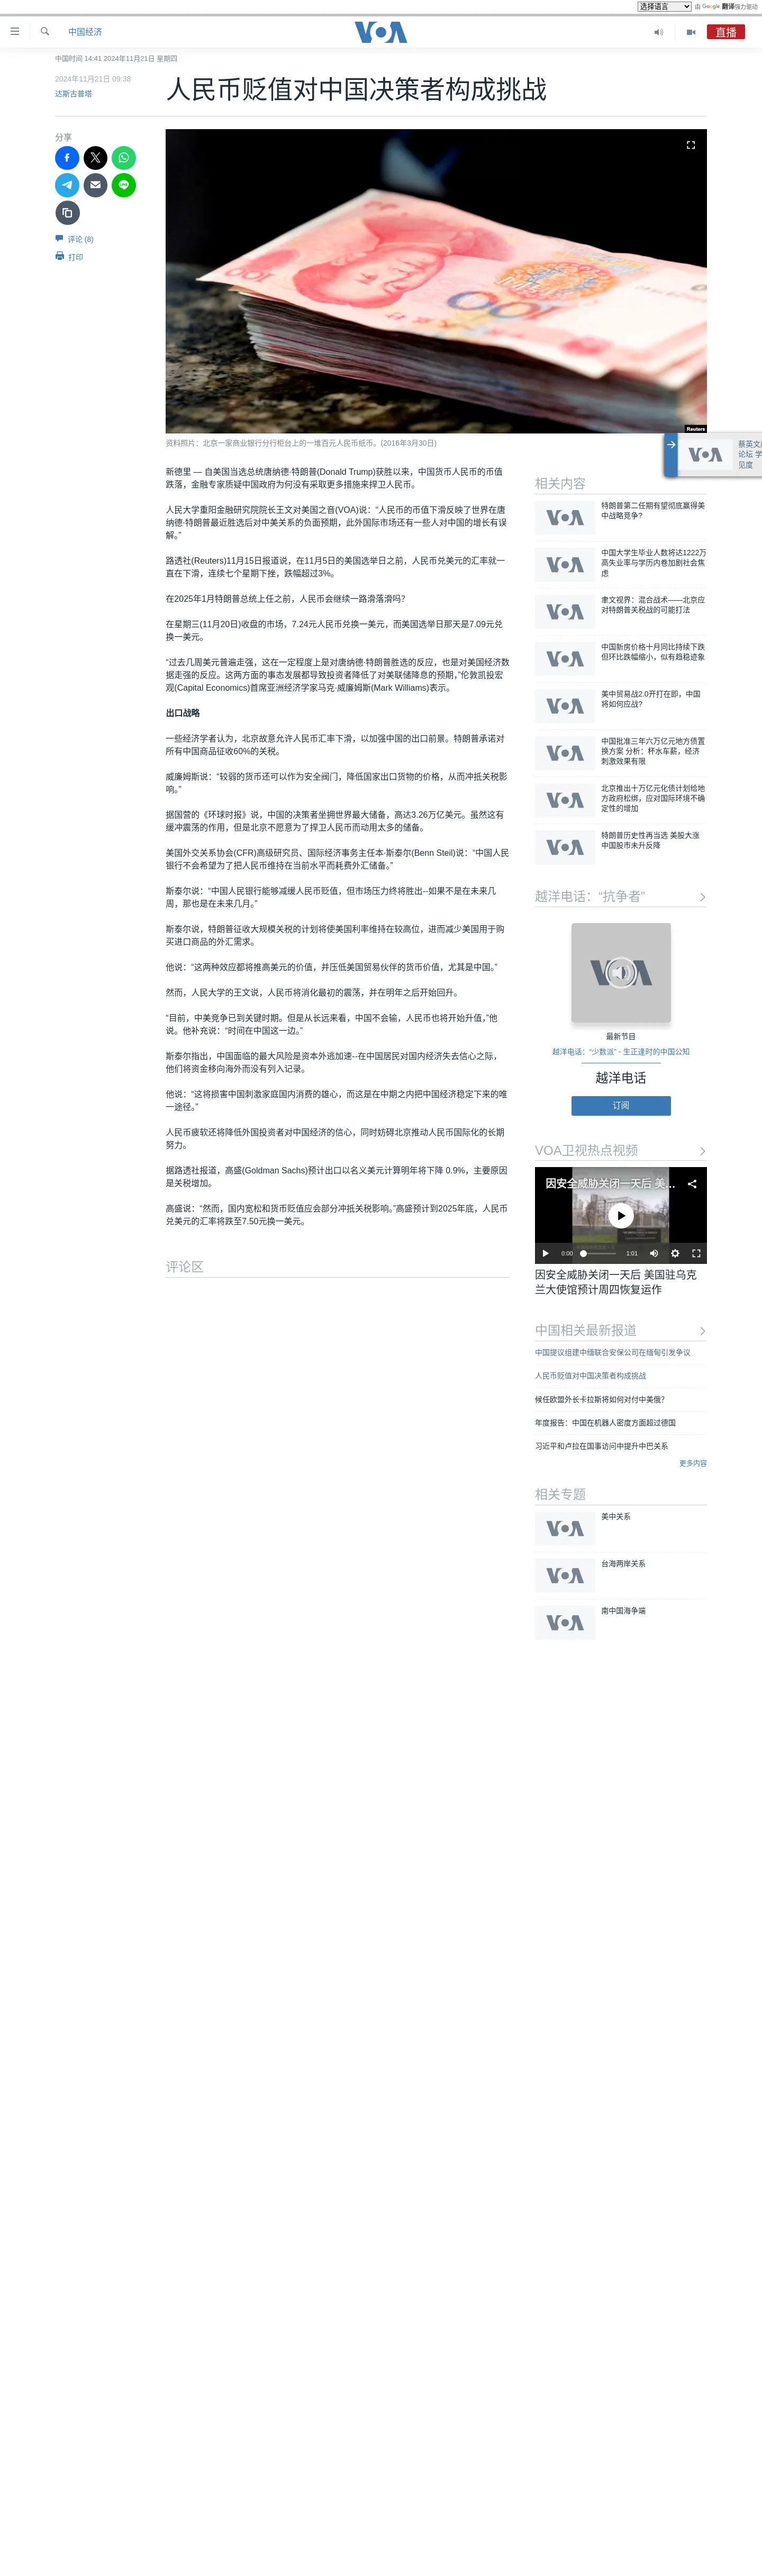 选择语言
由 Google 翻译强力驱动
中国经济
VOA
直播
中国时间 14:41 2024年11月21日 星期四
2024年11月21日 09:38
达斯古普塔
人民币贬值对中国决策者构成挑战
分享
评论 (8)
打印
Reuters
资料照片：北京一家商业银行分行柜台上的一堆百元人民币纸币。(2016年3月30日)
VOA
蔡英文
论坛 学
见度
新德里 — 自美国当选总统唐纳德·特朗普(Donald Trump)获胜以来，中国货币人民币的币值
跌落，金融专家质疑中国政府为何没有采取更多措施来捍卫人民币。
人民大学重阳金融研究院院长王文对美国之音(VOA)说：“人民币的币值下滑反映了世界在唐
纳德·特朗普最近胜选后对中美关系的负面预期，此外国际市场还有一些人对中国的增长有误
解。”
路透社(Reuters)11月15日报道说，在11月5日的美国选举日之前，人民币兑美元的汇率就一
直在下滑，连续七个星期下挫，跌幅超过3%。
在2025年1月特朗普总统上任之前，人民币会继续一路滑落滑吗？
在星期三(11月20日)收盘的市场，7.24元人民币兑换一美元，而美国选举日那天是7.09元兑
换一美元。
“过去几周美元普遍走强，这在一定程度上是对唐纳德·特朗普胜选的反应，也是对美国经济数
据走强的反应。这两方面的事态发展都导致投资者降低了对美联储降息的预期，”伦敦凯投宏
观(Capital Economics)首席亚洲经济学家马克·威廉姆斯(Mark Williams)表示。
出口战略
一些经济学者认为，北京故意允许人民币汇率下滑，以加强中国的出口前景。特朗普承诺对
所有中国商品征收60%的关税。
威廉姆斯说：“较弱的货币还可以作为安全阀门，降低国家出口货物的价格，从而冲抵关税影
响。”
据国营的《环球时报》说，中国的决策者坐拥世界最大储备，高达3.26万亿美元。虽然这有
缓冲震荡的作用，但是北京不愿意为了捍卫人民币而动用太多的储备。
美国外交关系协会(CFR)高级研究员、国际经济事务主任本·斯泰尔(Benn Steil)说：“中国人民
银行不会希望为了把人民币维持在当前水平而耗费外汇储备。”
斯泰尔说：“中国人民银行能够减缓人民币贬值，但市场压力终将胜出--如果不是在未来几
周，那也是在未来几月。”
斯泰尔说，特朗普征收大规模关税的计划将使美国利率维持在较高位，进而减少美国用于购
买进口商品的外汇需求。
他说：“这两种效应都将推高美元的价值，并压低美国贸易伙伴的货币价值，尤其是中国。”
然而，人民大学的王文说，人民币将消化最初的震荡，并在明年之后开始回升。
“目前，中美竞争已到关键时期。但是从长远来看，中国不会输，人民币也将开始升值，”他
说。他补充说：“时间在中国这一边。”
斯泰尔指出，中国面临的最大风险是资本外逃加速--在中国居民对国内经济失去信心之际，
他们将资金移向海外而没有列入记录。
他说：“这将损害中国刺激家庭国内消费的雄心，而这是在中期之内把中国经济稳定下来的唯
一途径。”
人民币疲软还将降低外国投资者对中国经济的信心，同时妨碍北京推动人民币国际化的长期
努力。
据路透社报道，高盛(Goldman Sachs)预计出口以名义美元计算明年将下降 0.9%，主要原因
是关税增加。
高盛说：“然而，国内宽松和货币贬值应会部分冲抵关税影响。”高盛预计到2025年底，人民币
兑美元的汇率将跌至7.50元换一美元。
评论区
相关内容
VOA
特朗普第二任期有望彻底赢得美
中战略竞争？
VOA
中国大学生毕业人数将达1222万
高失业率与学历内卷加剧社会焦
虑
VOA
聿文视界：混合战术——北京应
对特朗普关税战的可能打法
VOA
中国新房价格十月同比持续下跌
但环比跌幅缩小，似有趋稳迹象
VOA
美中贸易战2.0开打在即，中国
将如何应战?
VOA
中国批准三年六万亿元地方债置
换方案 分析：杯水车薪，经济
刺激效果有限
VOA
北京推出十万亿元化债计划给地
方政府松绑，应对国际环境不确
定性的增加
VOA
特朗普历史性再当选 美股大涨
中国股市未升反降
越洋电话：“抗争者”
VOA
最新节目
越洋电话：“少数派” - 生正逢时的中国公知
越洋电话
订阅
VOA卫视热点视频
因安全威胁关闭一天后 美...
0:00
1:01
因安全威胁关闭一天后 美国驻乌克
兰大使馆预计周四恢复运作
中国相关最新报道
中国提议组建中缅联合安保公司在缅甸引发争议
人民币贬值对中国决策者构成挑战
候任欧盟外长卡拉斯将如何对付中美俄?
年度报告：中国在机器人密度方面超过德国
习近平和卢拉在国事访问中提升中巴关系
更多内容
相关专题
VOA
美中关系
VOA
台海两岸关系
VOA
南中国海争端